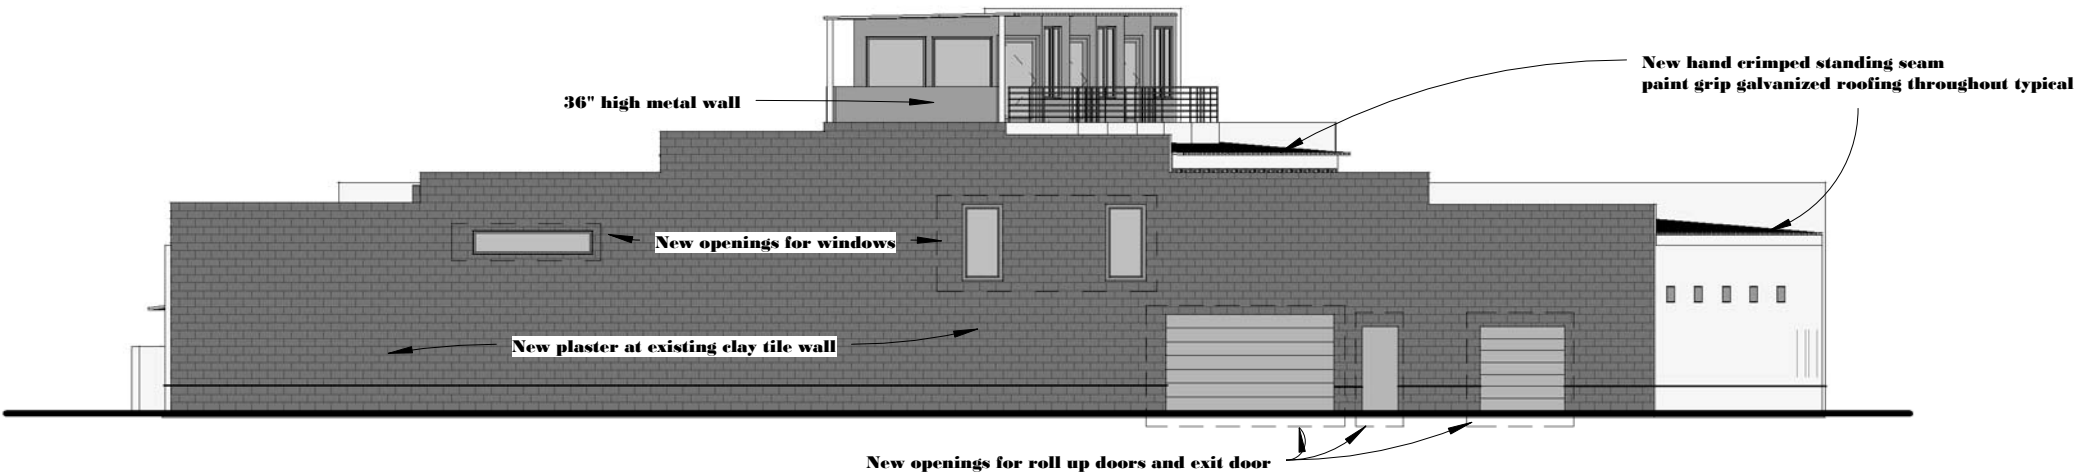 New hand crimped standing seam
paint grip galvanized roofing throughout typical
36" high metal wall
New openings for windows
New plaster at existing clay tile wall
New openings for roll up doors and exit door